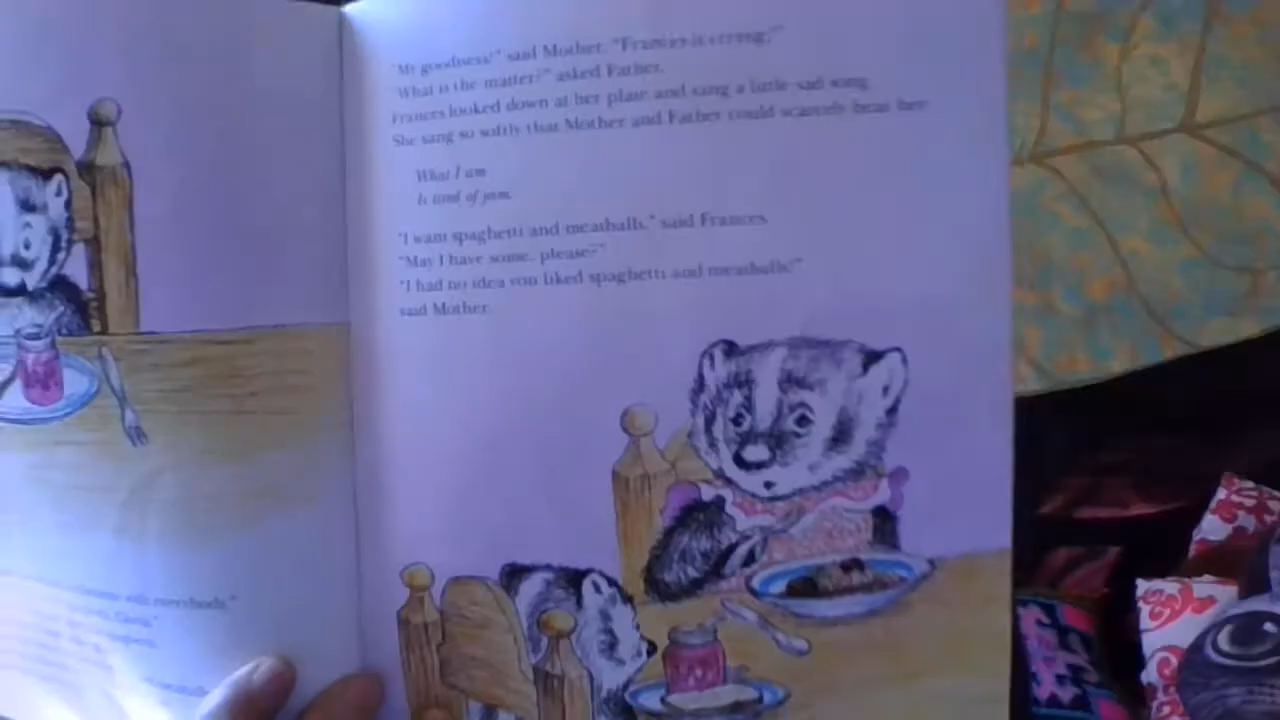 "My goodness!" said Mother. "Frances is crying!"
"What is the matter?" asked Father.
Frances looked down at her plate and sang a little sad song.
She sang so softly that Mother and Father could scarcely hear her:
What I am
Is tired of jam.
"I want spaghetti and meatballs," said Frances.
"May I have some, please?"
"I had no idea you liked spaghetti and meatballs!"
said Mother.
everybody."